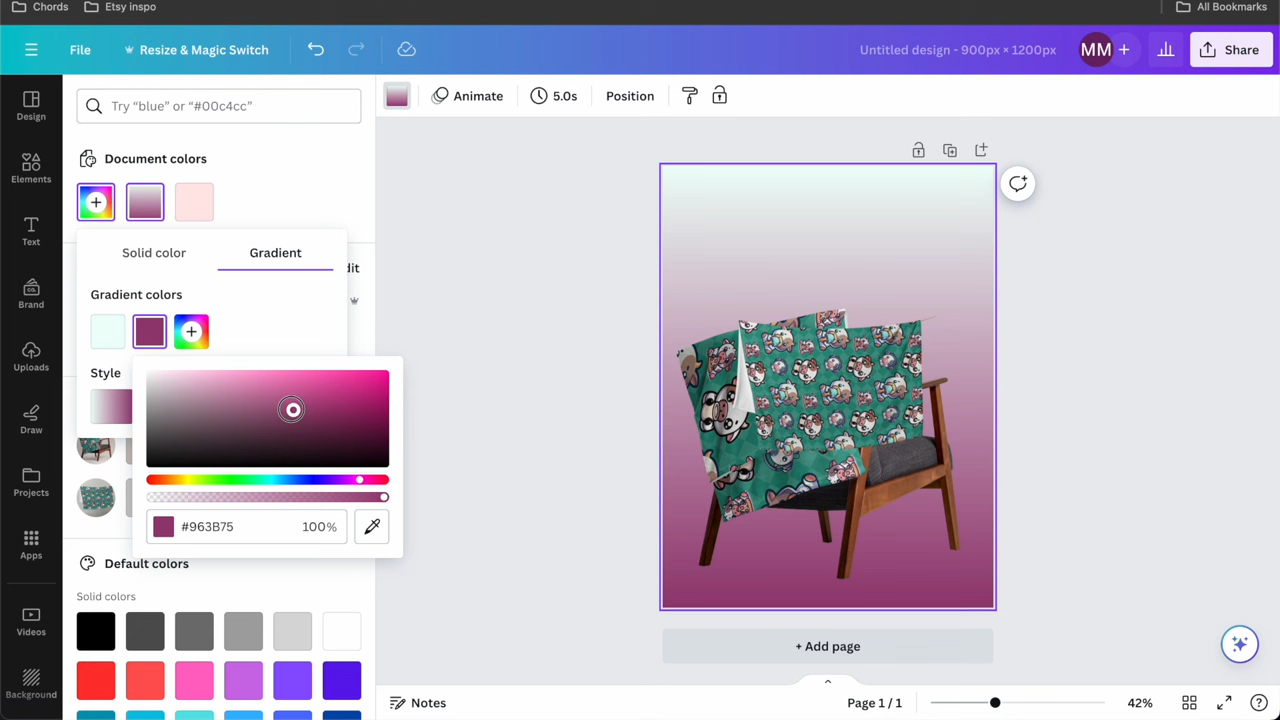 Chords
Etsy inspo
All Bookmarks
File
Resize & Magic Switch
Untitled design - 900px × 1200px
MM
Share
Design
Elements
Text
Brand
Uploads
Draw
Projects
Apps
Videos
Background
Try “blue” or “#00c4cc”
Animate
5.0s
Position
Document colors
Solid color
Gradient
dit
Gradient colors
Style
#963B75
100%
Default colors
Solid colors
+ Add page
Notes
Page 1 / 1
42%